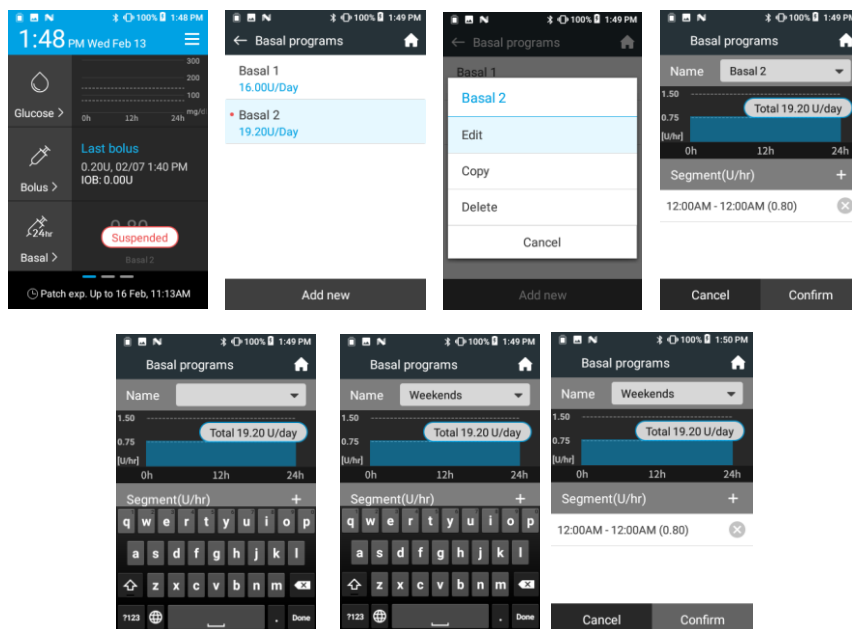 100% 1:48 PM
1:48 PM Wed Feb 13
300
200
100
mg/dl
Glucose >
0h 12h 24h
Last bolus
0.20U, 02/07 1:40 PM
IOB: 0.00U
Bolus >
24hr
0.80
Suspended
Basal >
Basal 2
Patch exp. Up to 16 Feb, 11:13AM
100% 1:49 PM
Basal programs
Basal 1
16.00U/Day
Basal 2
19.20U/Day
Add new
100% 1:49 PM
Basal programs
Basal 1
Basal 2
Edit
Copy
Delete
Cancel
Add new
100% 1:49 PM
Basal programs
Name Basal 2
1.50
Total 19.20 U/day
0.75
[U/hr]
0h 12h 24h
Segment(U/hr) +
12:00AM - 12:00AM (0.80)
Cancel Confirm
100% 1:49 PM
Basal programs
Name
1.50
Total 19.20 U/day
0.75
[U/hr]
0h 12h 24h
Segment(U/hr) +
q w e r t y u i o p
a s d f g h j k l
z x c v b n m
?123 . Done
100% 1:49 PM
Basal programs
Name Weekends
1.50
Total 19.20 U/day
0.75
[U/hr]
0h 12h 24h
Segment(U/hr) +
q w e r t y u i o p
a s d f g h j k l
z x c v b n m
?123 . Done
100% 1:50 PM
Basal programs
Name Weekends
1.50
Total 19.20 U/day
0.75
[U/hr]
0h 12h 24h
Segment(U/hr) +
12:00AM - 12:00AM (0.80)
Cancel Confirm